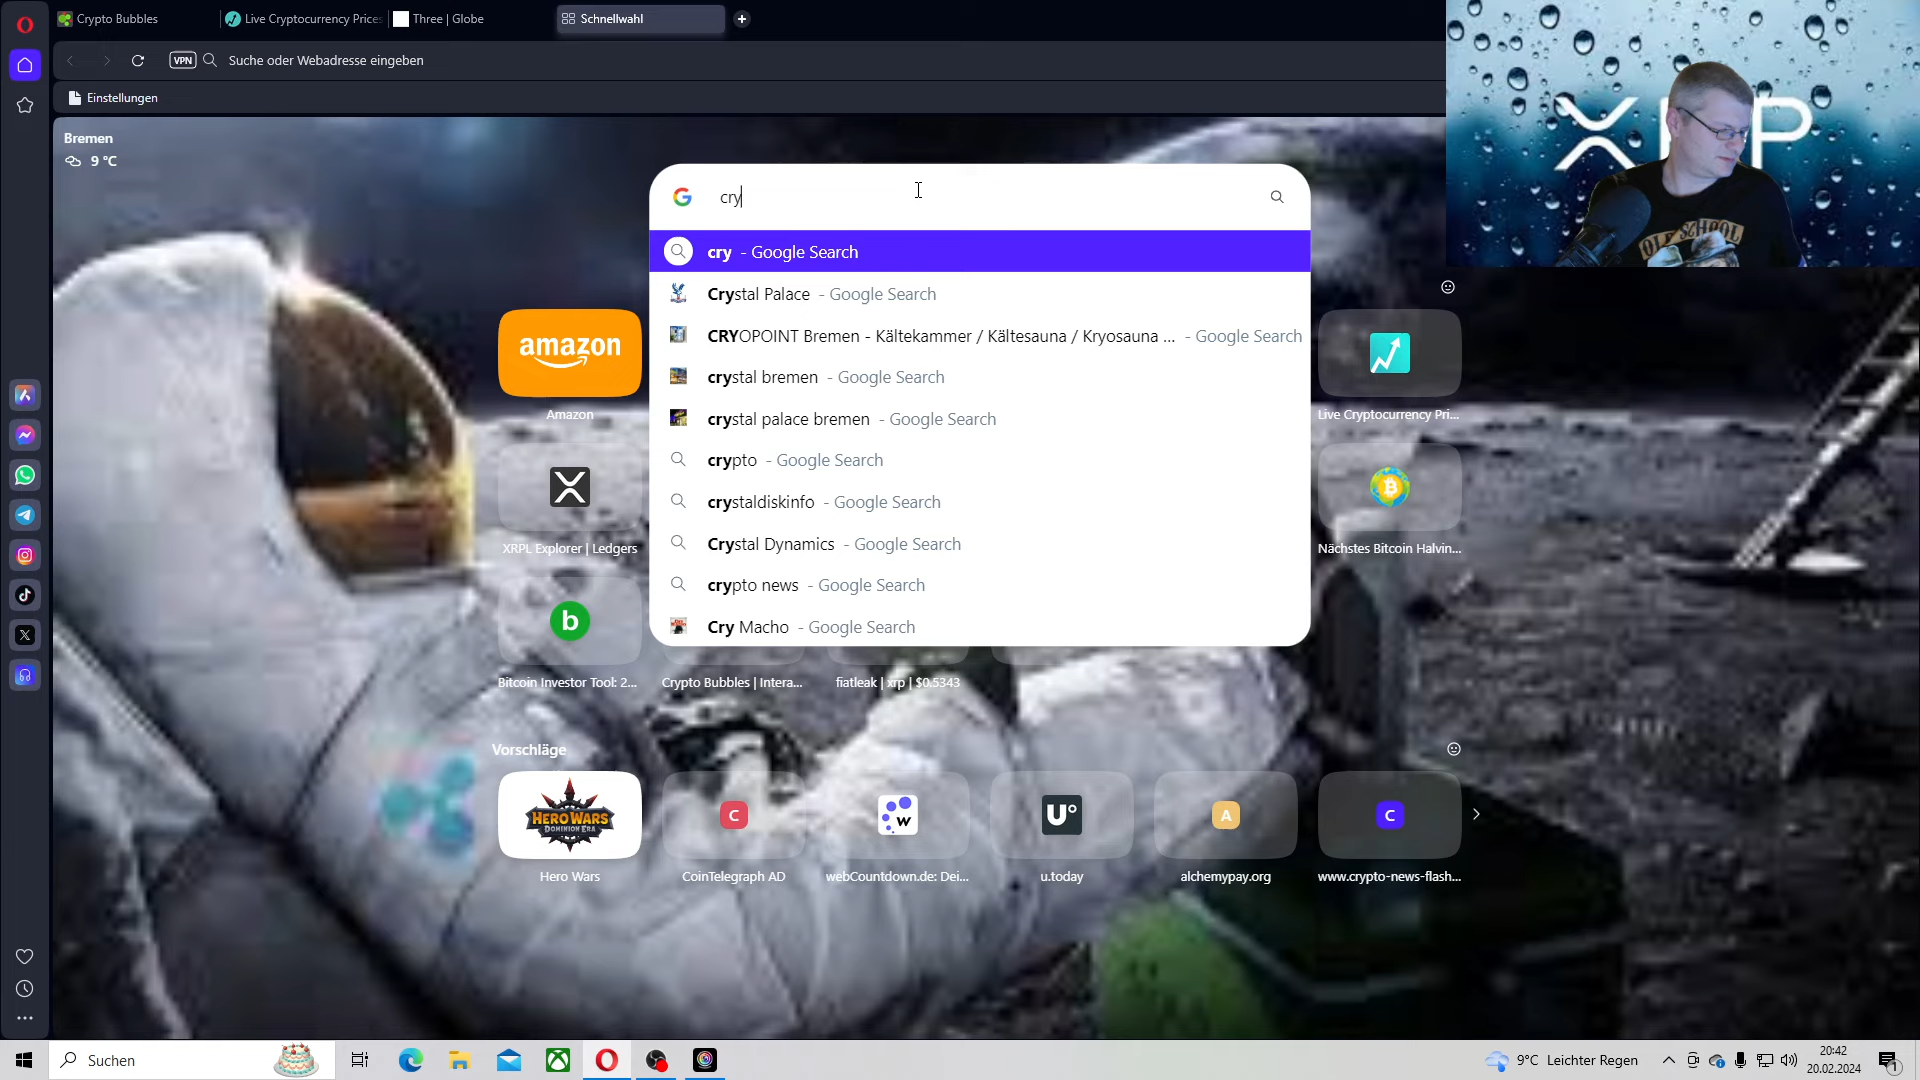 Crypto Bubbles
Live Cryptocurrency Prices
Three | Globe
Schnellwahl
VPN
Suche oder Webadresse eingeben
Einstellungen
Bremen
9 °C
XRP
OLD SCHOOL
cry
cry - Google Search
Crystal Palace - Google Search
CRYOPOINT Bremen - Kältekammer / Kältesauna / Kryosauna ... - Google Search
crystal bremen - Google Search
crystal palace bremen - Google Search
crypto - Google Search
crystaldiskinfo - Google Search
Crystal Dynamics - Google Search
crypto news - Google Search
Cry Macho - Google Search
amazon
Amazon
Live Cryptocurrency Pri...
XRPL Explorer | Ledgers
Nächstes Bitcoin Halvin...
b
Bitcoin Investor Tool: 2...
Crypto Bubbles | Intera...
fiatleak | xrp | $0.5343
Vorschläge
HERO WARS
DOMINION ERA
C
w
U°
A
C
Hero Wars
CoinTelegraph AD
webCountdown.de: Dei...
u.today
alchemypay.org
www.crypto-news-flash...
Suchen
9°C Leichter Regen
20:42
20.02.2024
1